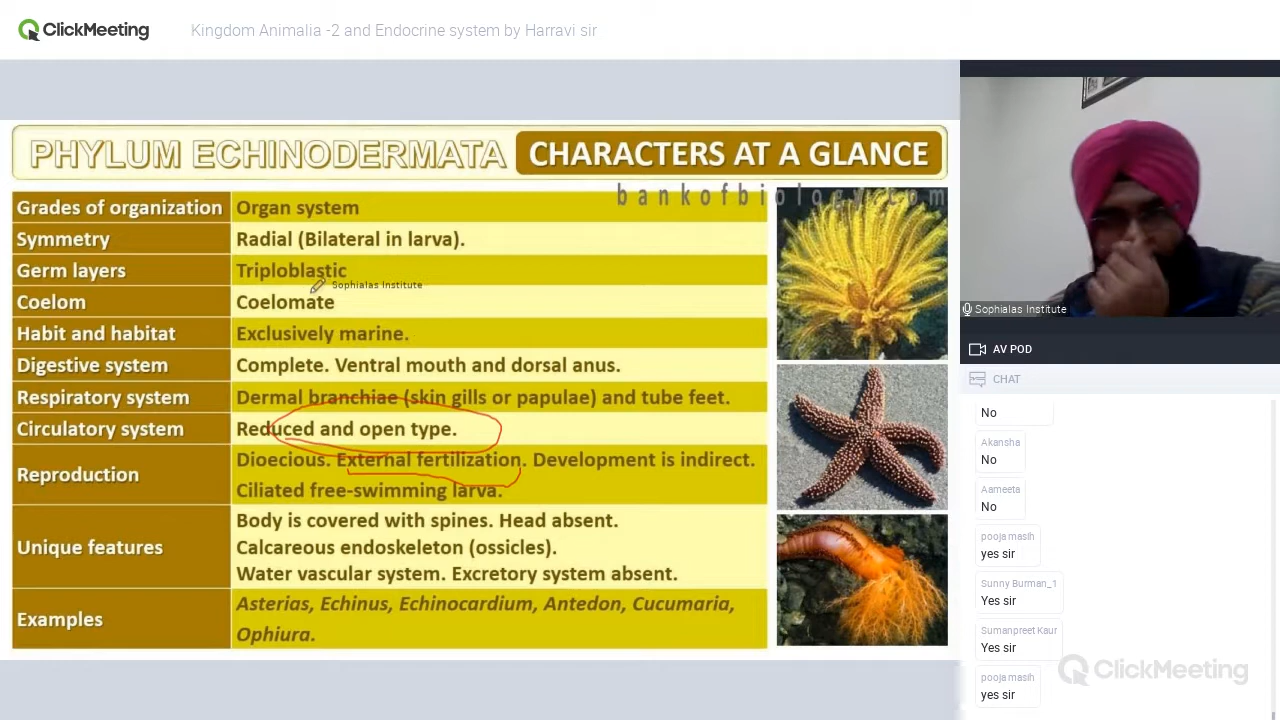 ClickMeeting
Kingdom Animalia -2 and Endocrine system by Harravi sir
PHYLUM ECHINODERMATA CHARACTERS AT A GLANCE
bankofbiology.com
Grades of organization Organ system
Symmetry Radial (Bilateral in larva).
Germ layers Triploblastic
Sophialas Institute
Coelom Coelomate
Habit and habitat Exclusively marine.
Digestive system Complete. Ventral mouth and dorsal anus.
Respiratory system Dermal branchiae (skin gills or papulae) and tube feet.
Circulatory system Reduced and open type.
Reproduction Dioecious. External fertilization. Development is indirect.
Ciliated free-swimming larva.
Unique features Body is covered with spines. Head absent.
Calcareous endoskeleton (ossicles).
Water vascular system. Excretory system absent.
Examples Asterias, Echinus, Echinocardium, Antedon, Cucumaria,
Ophiura.
Sophialas Institute
AV POD
CHAT
No
Akansha
No
Aameeta
No
pooja masih
yes sir
Sunny Burman_1
Yes sir
Sumanpreet Kaur
Yes sir
pooja masih
yes sir
ClickMeeting